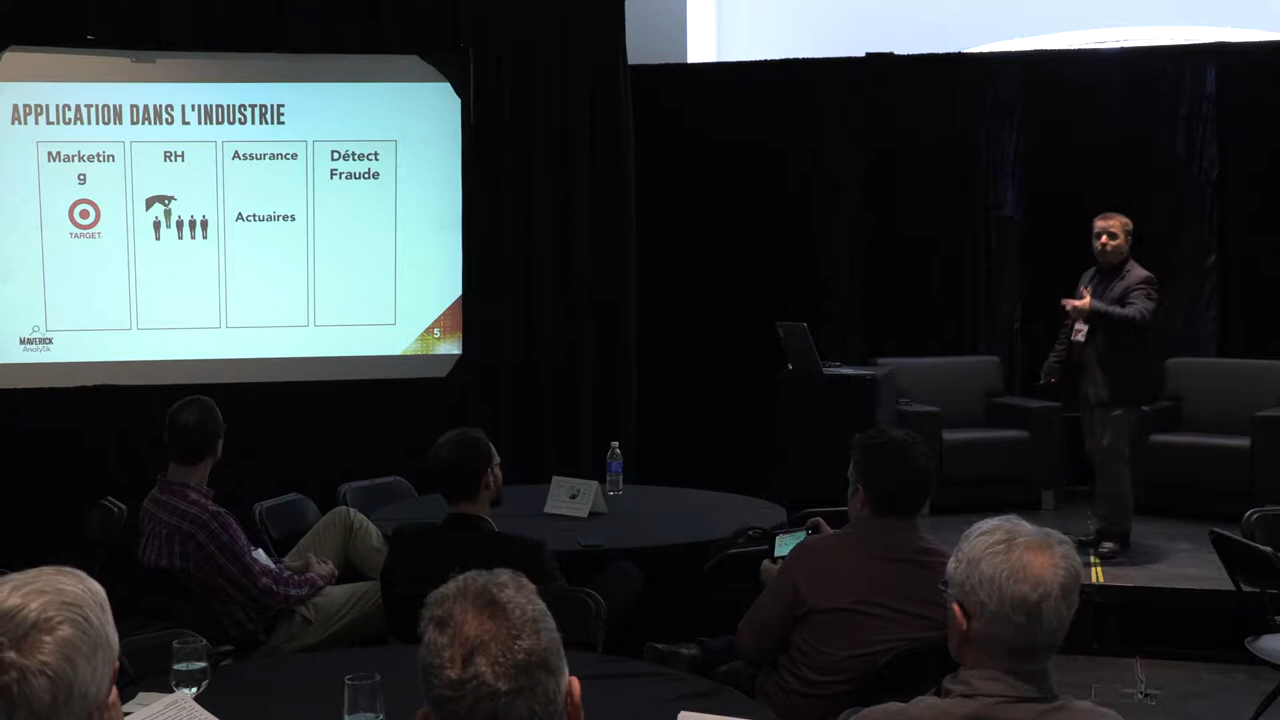 APPLICATION DANS L'INDUSTRIE
Marketin
g
TARGET
RH
Assurance
Actuaires
Détect
Fraude
MAVERICK
Analytik
5